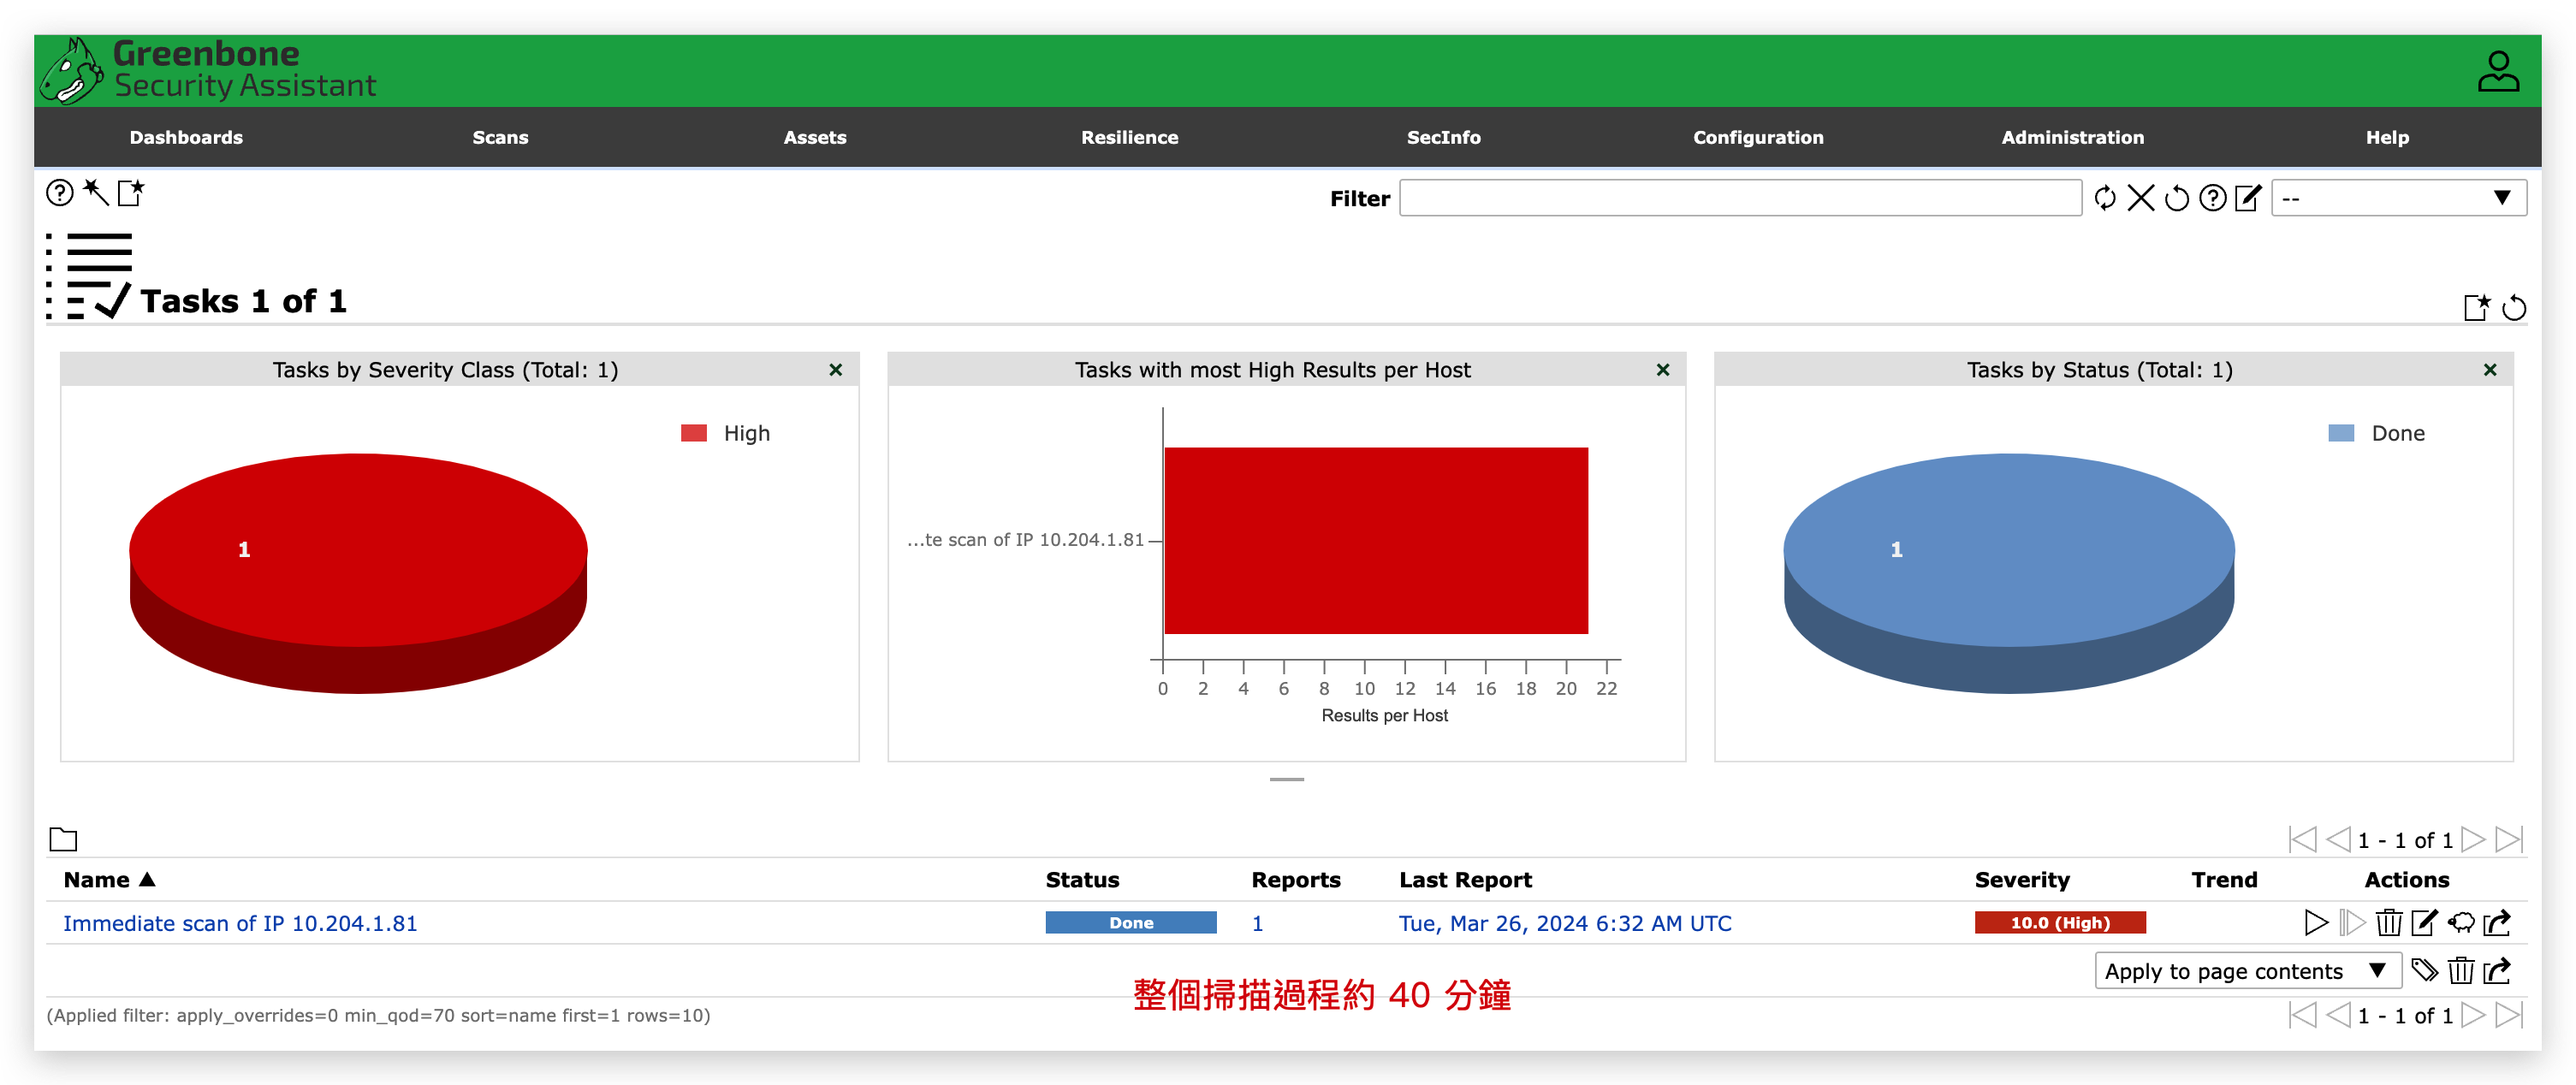 Greenbone
Security Assistant
Dashboards Scans Assets Resilience SecInfo Configuration Administration Help
Filter --
Tasks 1 of 1
Tasks by Severity Class (Total: 1)
High
1
Tasks with most High Results per Host
...te scan of IP 10.204.1.81
0 2 4 6 8 10 12 14 16 18 20 22
Results per Host
Tasks by Status (Total: 1)
Done
1
1 - 1 of 1
Name ▲ Status Reports Last Report Severity Trend Actions
Immediate scan of IP 10.204.1.81 Done 1 Tue, Mar 26, 2024 6:32 AM UTC 10.0 (High)
Apply to page contents
整個掃描過程約 40 分鐘
(Applied filter: apply_overrides=0 min_qod=70 sort=name first=1 rows=10)
1 - 1 of 1